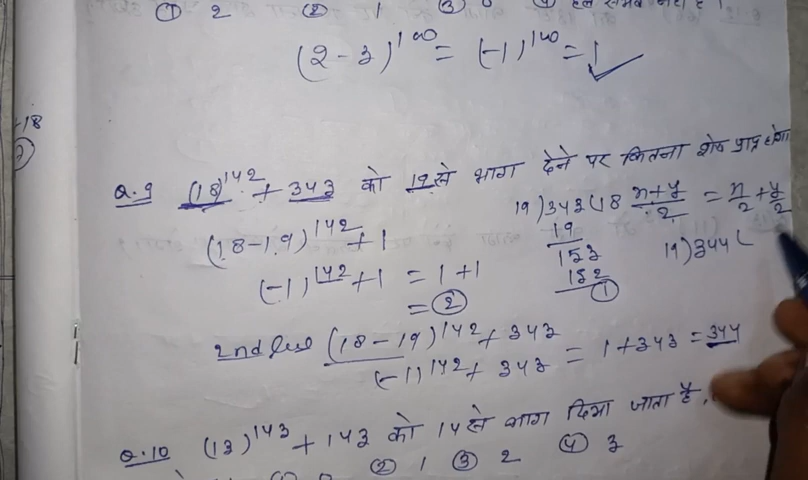 ① 2 ② 1 ③ 0 ④
(2-3)^100 = (-1)^100 = 1 ✓
-18
Q.9 (18)^142 + 343 को 19 से भाग देने पर कितना शेष प्राप्त होगा
(18-19)^142 + 1
(-1)^142 + 1 = 1+1
= ②
19)343(18
19
153
152
①
x+y/2 = x/2 + y/2
19)344(
2nd (18-19)^142 + 343
(-1)^142 + 343 = 1+343 = 344
Q.10 (13)^143 + 143 को 14 से भाग दिया जाता है,
② 1 ③ 2 ④ 3